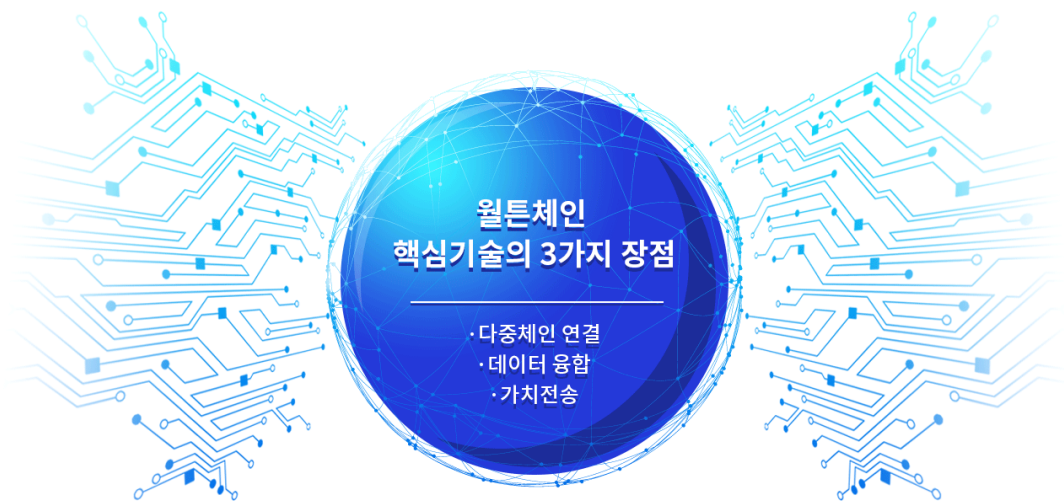 월튼체인
핵심기술의 3가지 장점
· 다중체인 연결
· 데이터 융합
· 가치전송